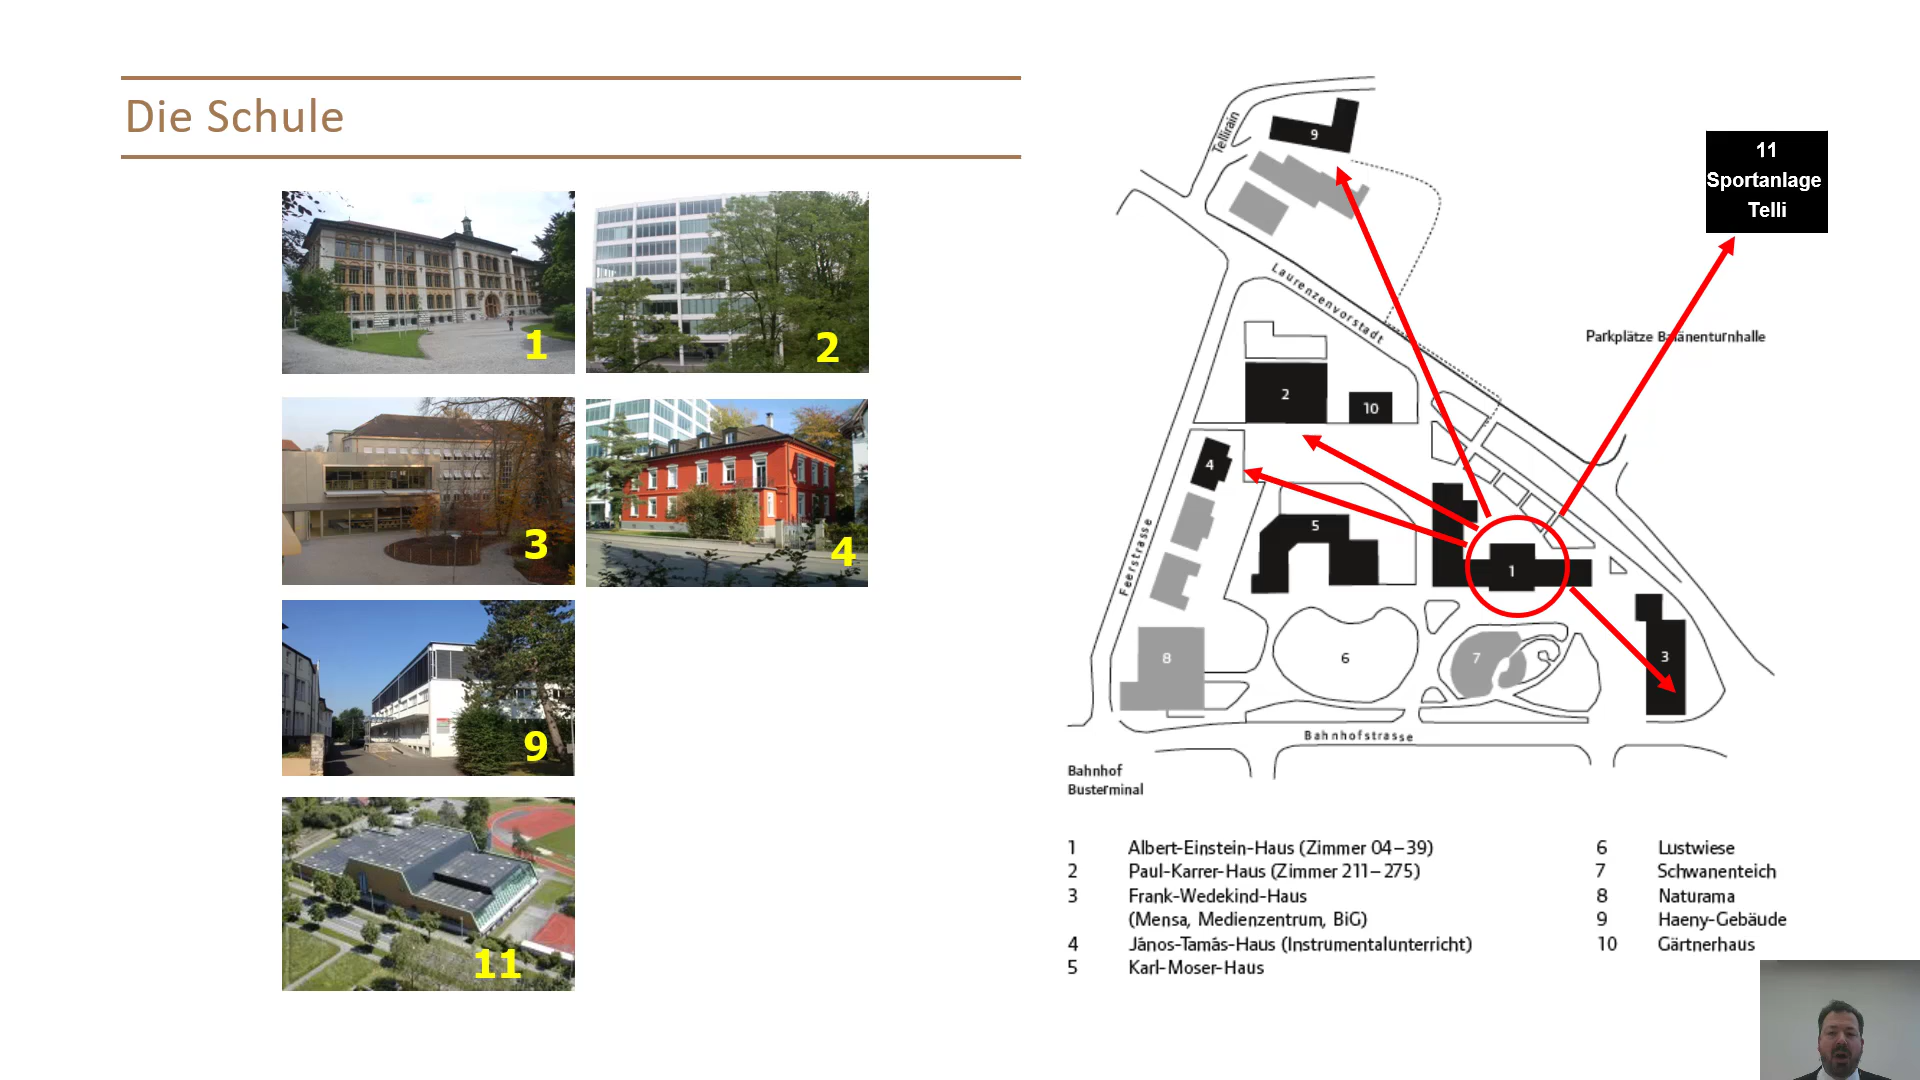 Die Schule
1
2
3
4
9
11
Tellirain
9
11
Sportanlage
Telli
Laurenzenvorstadt
Parkplätze Balänenturnhalle
2
10
4
5
Feerstrasse
1
6
7
8
3
Bahnhofstrasse
Bahnhof
Busterminal
1 Albert-Einstein-Haus (Zimmer 04–39)
2 Paul-Karrer-Haus (Zimmer 211–275)
3 Frank-Wedekind-Haus
(Mensa, Medienzentrum, BiG)
4 János-Tamás-Haus (Instrumentalunterricht)
5 Karl-Moser-Haus
6 Lustwiese
7 Schwanenteich
8 Naturama
9 Haeny-Gebäude
10 Gärtnerhaus